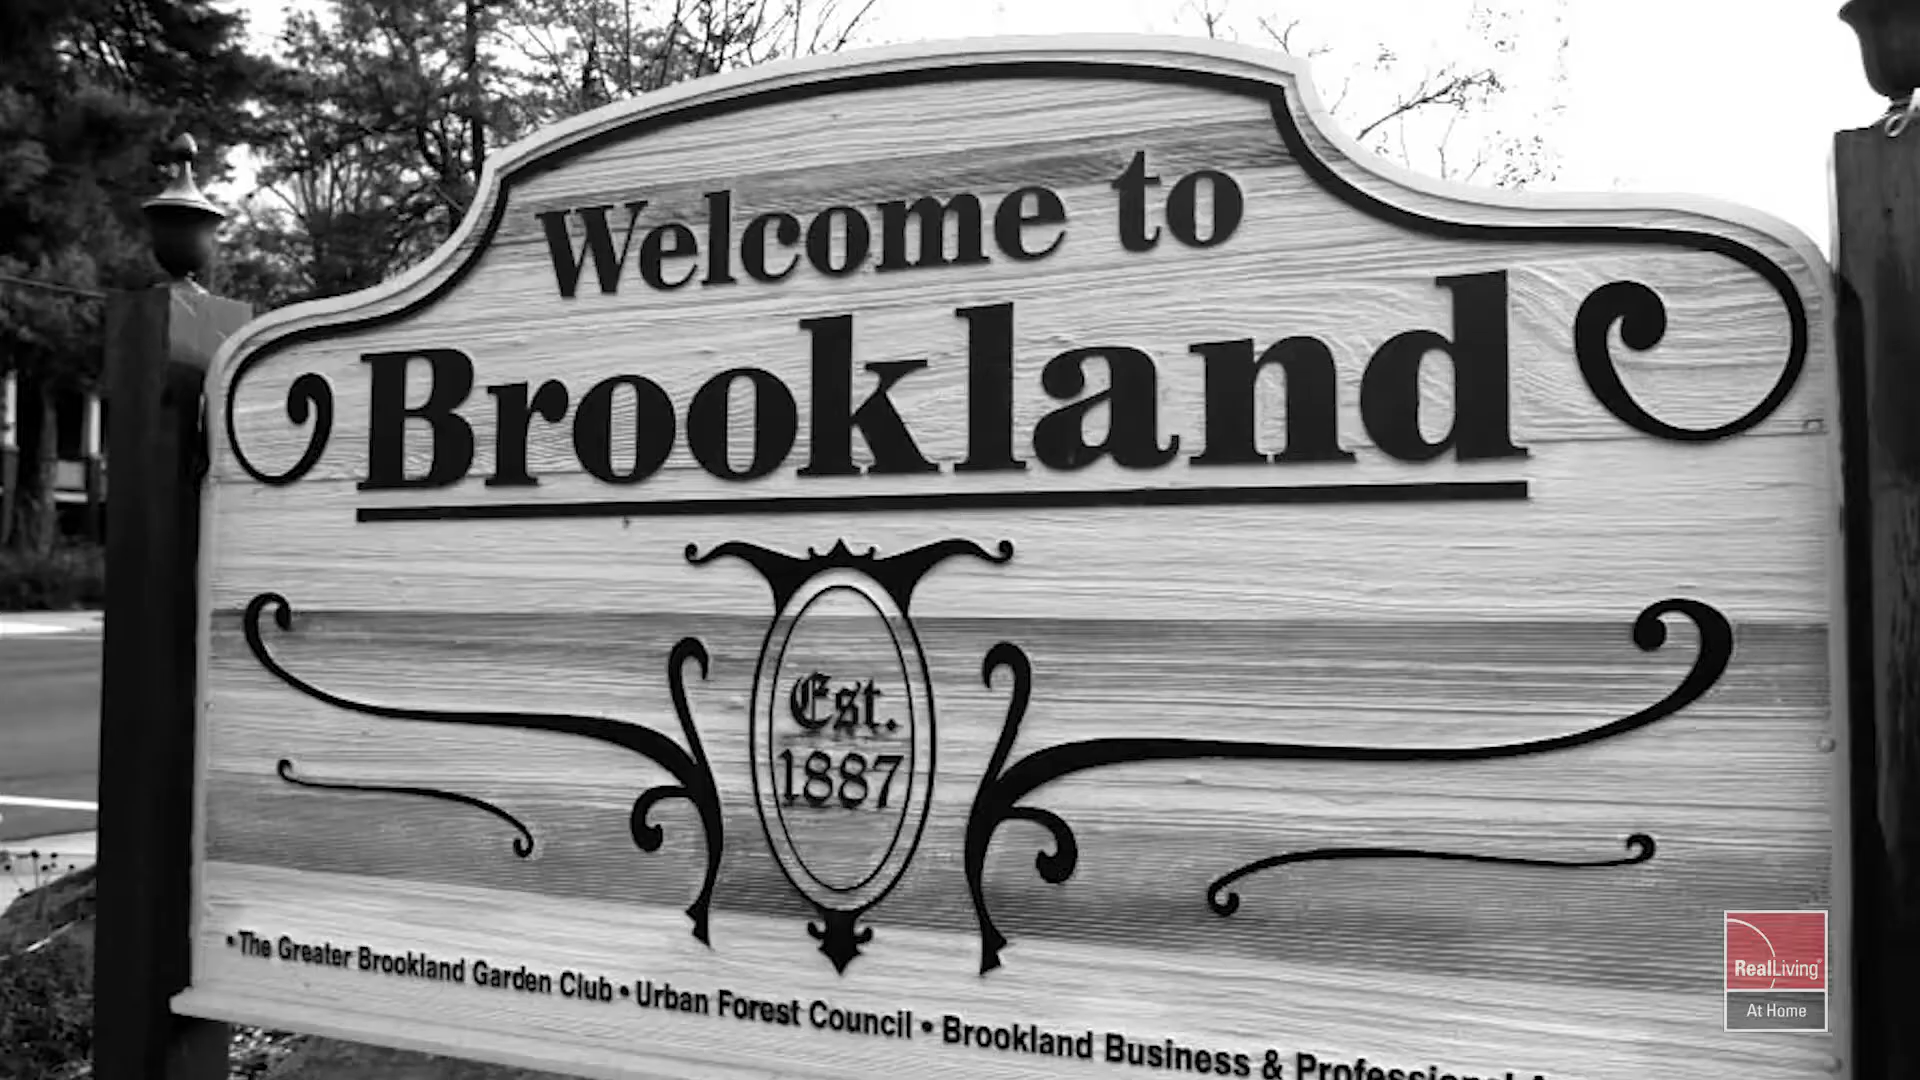 Welcome to
Brookland
Est.
1887
•The Greater Brookland Garden Club • Urban Forest Council • Brookland Business &
RealLiving
At Home